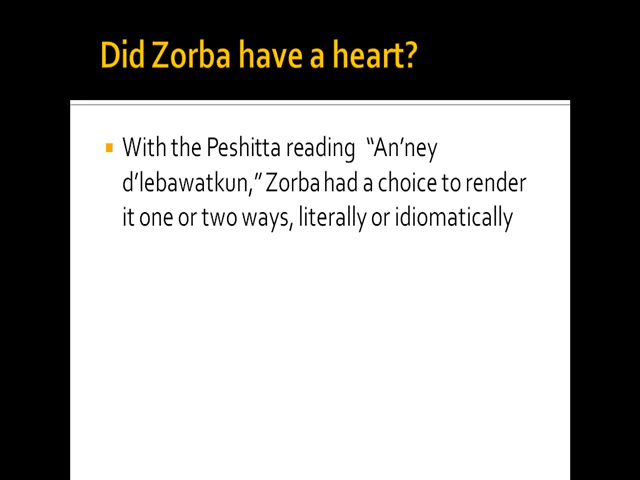 Did Zorba have a heart?
With the Peshitta reading “An’ney
d’lebawatkun,” Zorba had a choice to render
it one or two ways, literally or idiomatically